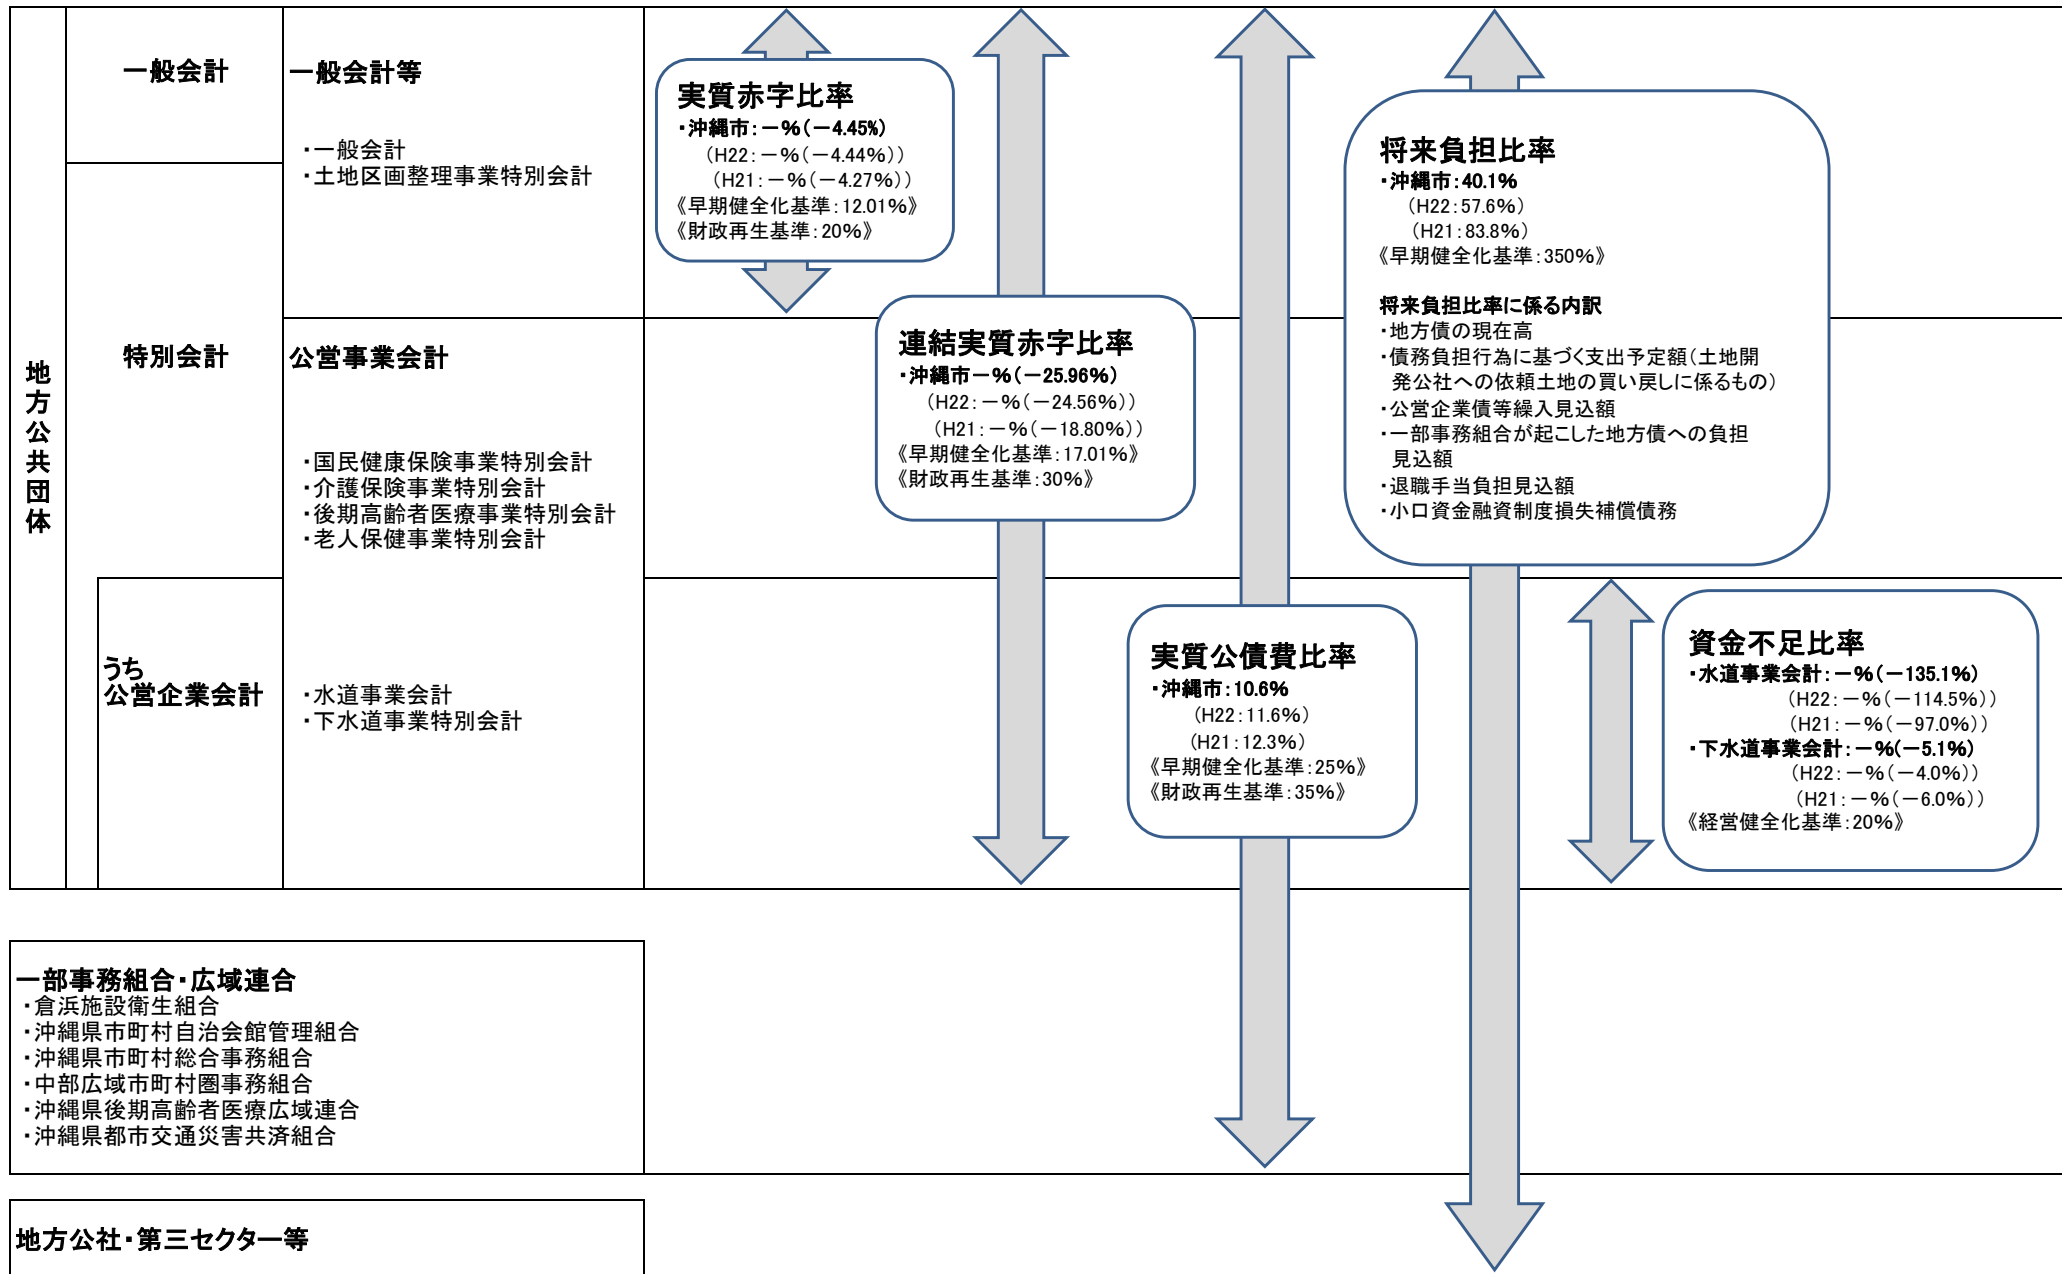 地方公共団体
一般会計
特別会計
うち
公営企業会計
一般会計等
・一般会計
・土地区画整理事業特別会計
公営事業会計
・国民健康保険事業特別会計
・介護保険事業特別会計
・後期高齢者医療事業特別会計
・老人保健事業特別会計
・水道事業会計
・下水道事業特別会計
実質赤字比率
・沖縄市：－％（－4.45％）
（H22：－％（－4.44％））
（H21：－％（－4.27％））
《早期健全化基準：12.01％》
《財政再生基準：20％》
連結実質赤字比率
・沖縄市－％（－25.96％）
（H22：－％（－24.56％））
（H21：－％（－18.80％））
《早期健全化基準：17.01％》
《財政再生基準：30％》
実質公債費比率
・沖縄市：10.6％
（H22：11.6％）
（H21：12.3％）
《早期健全化基準：25％》
《財政再生基準：35％》
将来負担比率
・沖縄市：40.1％
（H22：57.6％）
（H21：83.8％）
《早期健全化基準：350％》
将来負担比率に係る内訳
・地方債の現在高
・債務負担行為に基づく支出予定額（土地開
発公社への依頼土地の買い戻しに係るもの）
・公営企業債等繰入見込額
・一部事務組合が起こした地方債への負担
見込額
・退職手当負担見込額
・小口資金融資制度損失補償債務
資金不足比率
・水道事業会計：－％（－135.1％）
（H22：－％（－114.5％））
（H21：－％（－97.0％））
・下水道事業会計：－％（－5.1％）
（H22：－％（－4.0％））
（H21：－％（－6.0％））
《経営健全化基準：20％》
一部事務組合・広域連合
・倉浜施設衛生組合
・沖縄県市町村自治会館管理組合
・沖縄県市町村総合事務組合
・中部広域市町村圏事務組合
・沖縄県後期高齢者医療広域連合
・沖縄県都市交通災害共済組合
地方公社・第三セクター等